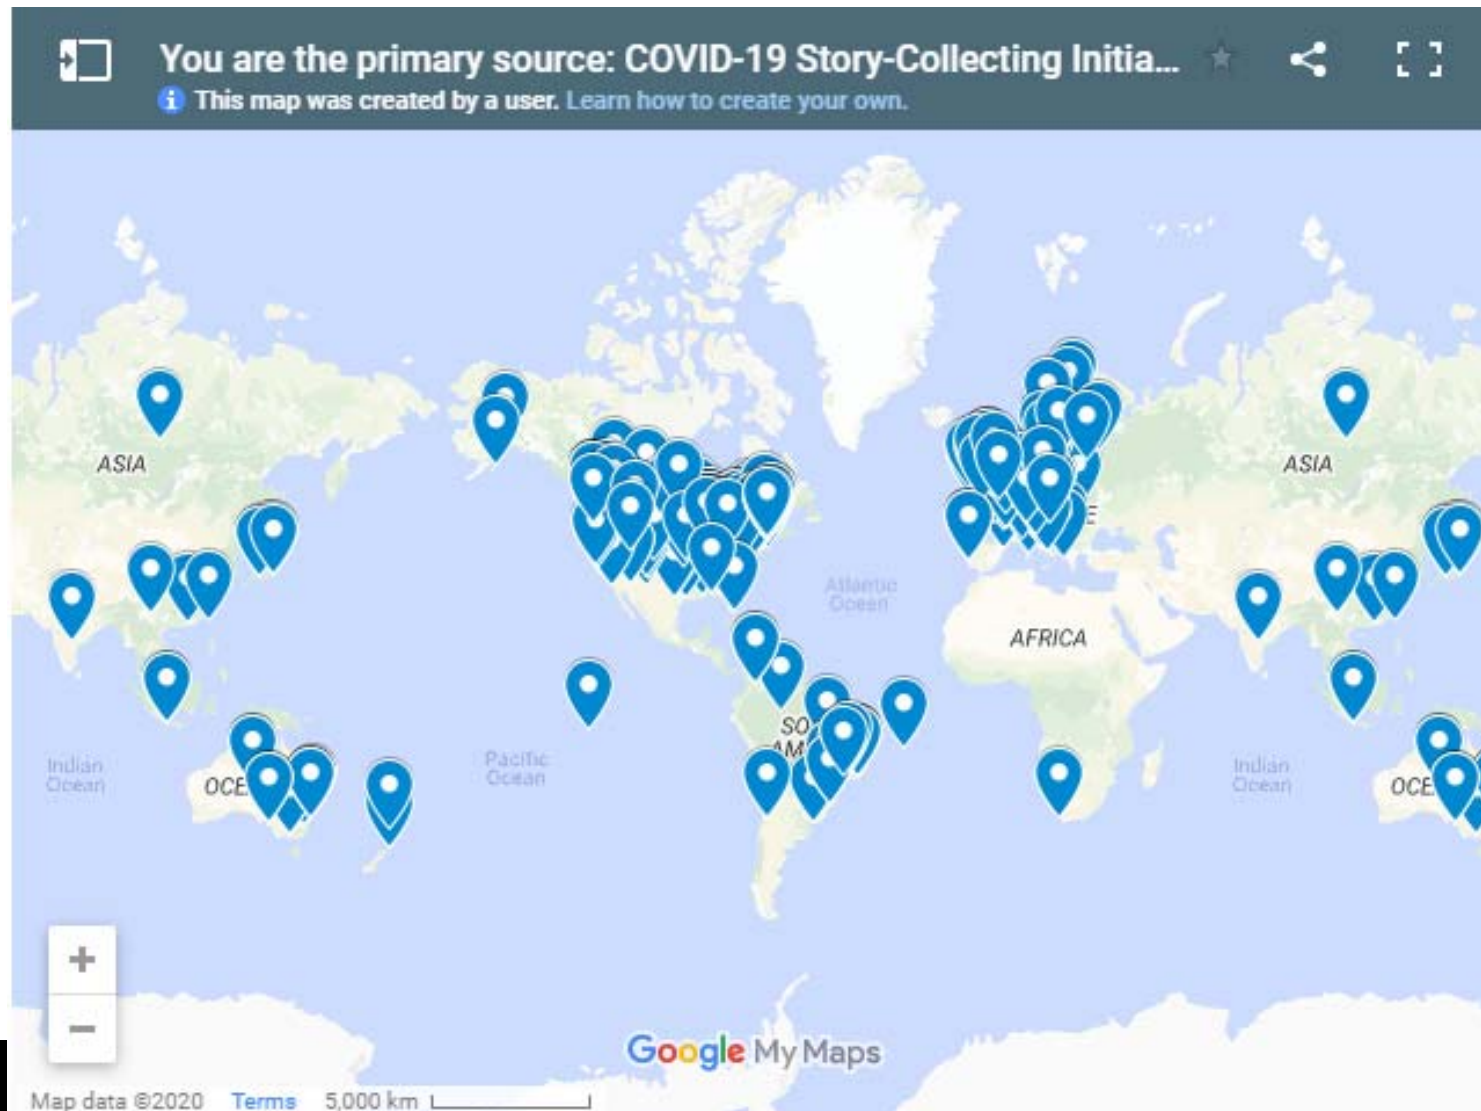 You are the primary source: COVID-19 Story-Collecting Initia...
This map was created by a user. Learn how to create your own.
ASIA
ASIA
Atlantic
Ocean
AFRICA
SO
AM
Pacific
Ocean
Indian
Ocean
OCE
Indian
Ocean
OCE
+
−
Google My Maps
Map data ©2020 Terms 5,000 km